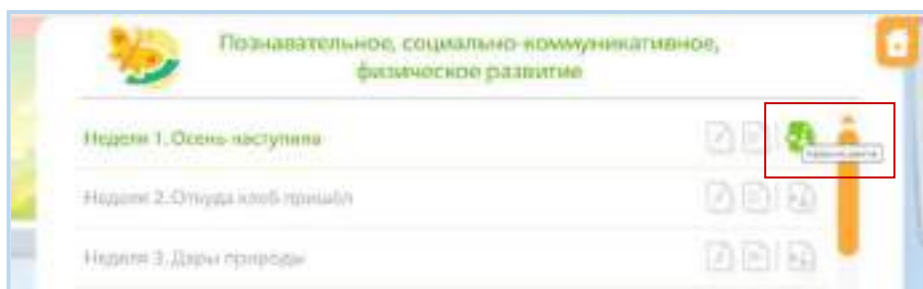 Познавательное, социально-коммуникативное,
физическое развитие
Неделя 1. Осень наступила
Неделя 2. Откуда хлеб пришёл
Неделя 3. Дары природы